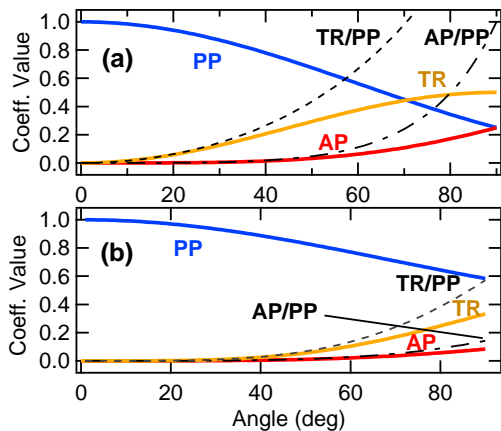 1.0
0.8
0.6
0.4
0.2
0.0
Coeff. Value
(a)
PP
TR/PP
AP/PP
TR
AP
0 20 40 60 80
1.0
0.8
0.6
0.4
0.2
0.0
Coeff. Value
(b)
PP
TR/PP
AP/PP
TR
AP
0 20 40 60 80
Angle (deg)